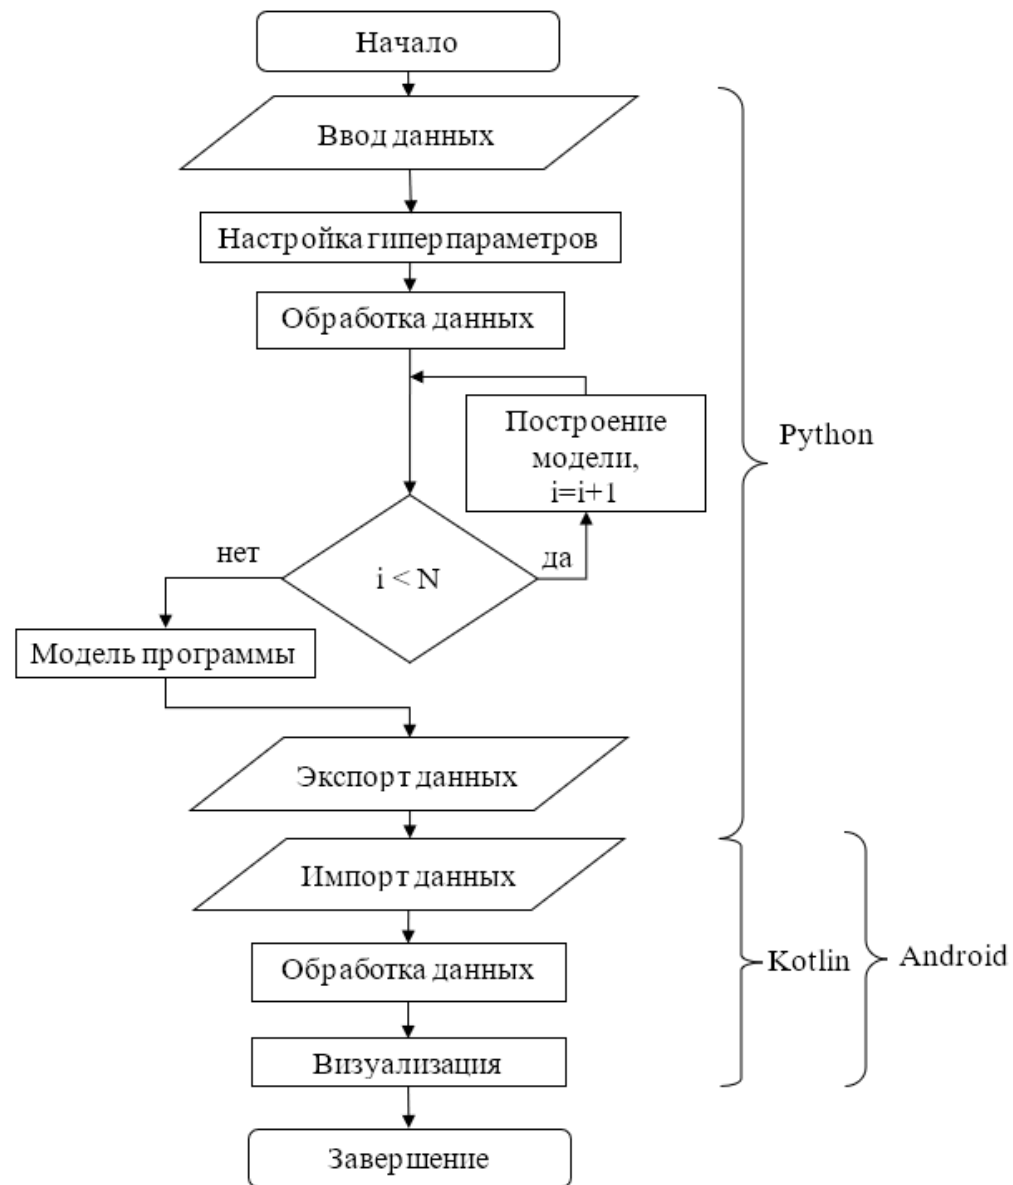 Начало
Ввод данных
Настройка гиперпараметров
Обработка данных
Построение
модели,
i=i+1
Python
нет
да
i < N
Модель программы
Экспорт данных
Импорт данных
Обработка данных
Kotlin
Android
Визуализация
Завершение